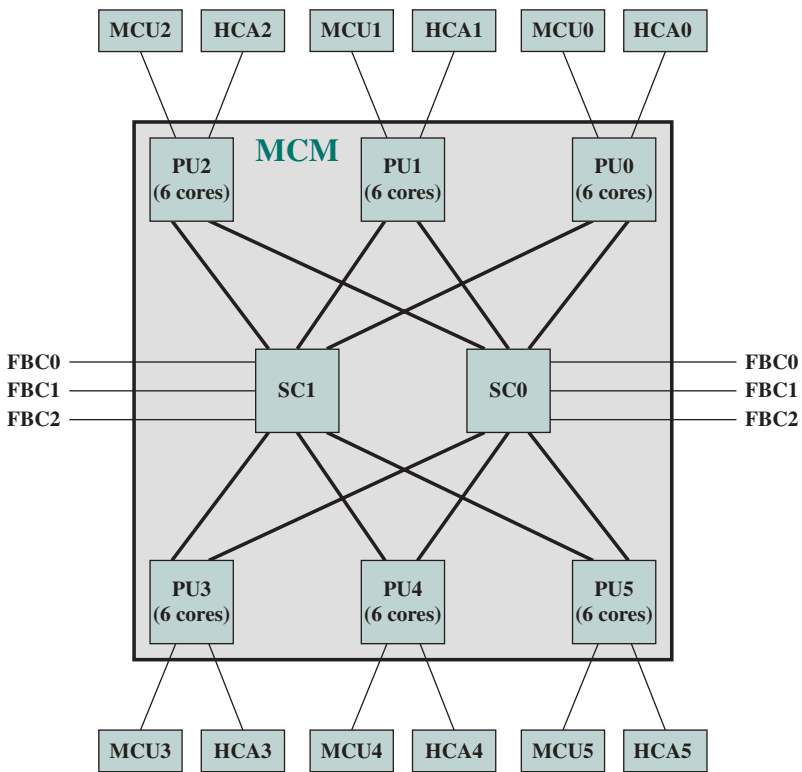 MCU2 HCA2 MCU1 HCA1 MCU0 HCA0
MCM
PU2 PU1 PU0
(6 cores) (6 cores) (6 cores)
FBC0 FBC0
FBC1 SC1 SC0 FBC1
FBC2 FBC2
PU3 PU4 PU5
(6 cores) (6 cores) (6 cores)
MCU3 HCA3 MCU4 HCA4 MCU5 HCA5